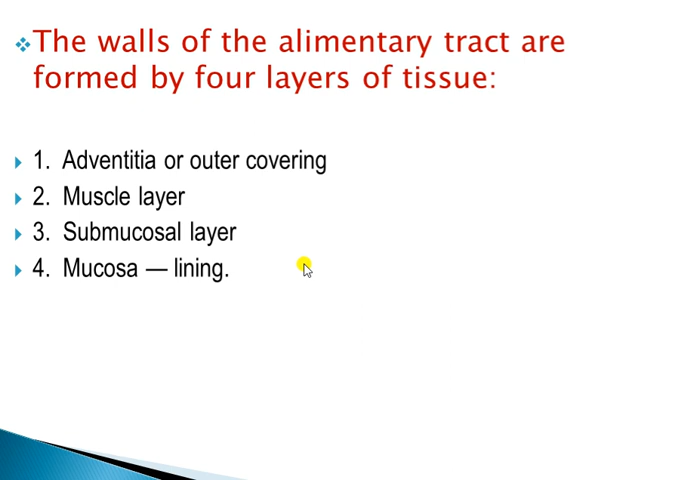 The walls of the alimentary tract are
formed by four layers of tissue:
1. Adventitia or outer covering
2. Muscle layer
3. Submucosal layer
4. Mucosa — lining.